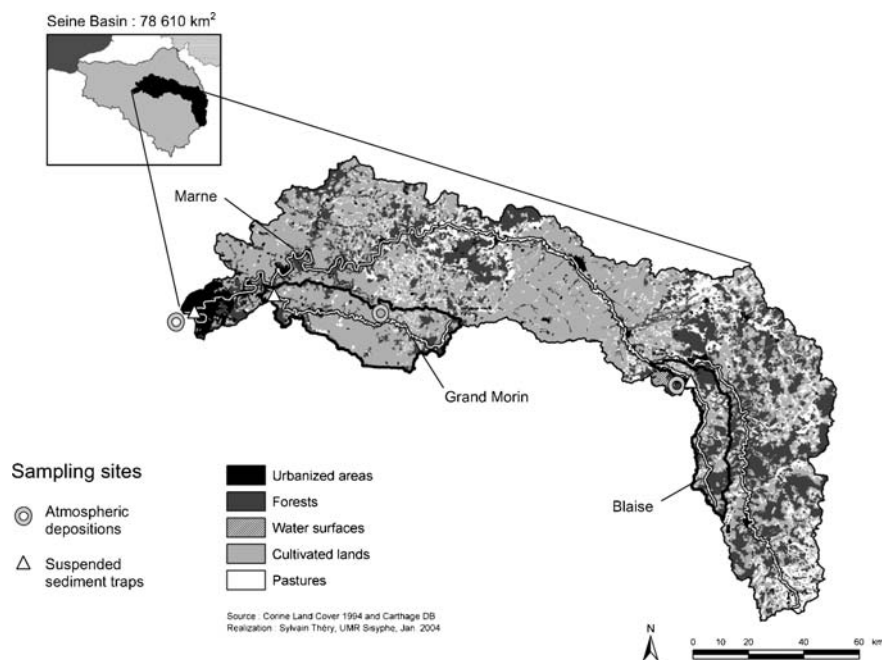 Seine Basin : 78 610 km²
Marne
Grand Morin
Blaise
Sampling sites
Atmospheric
depositions
Suspended
sediment traps
Urbanized areas
Forests
Water surfaces
Cultivated lands
Pastures
Source : Corine Land Cover 1994 and Carthage DB
Realization : Sylvain Théry, UMR Sisyphe, Jan. 2004
N
0 10 20 40 60 km